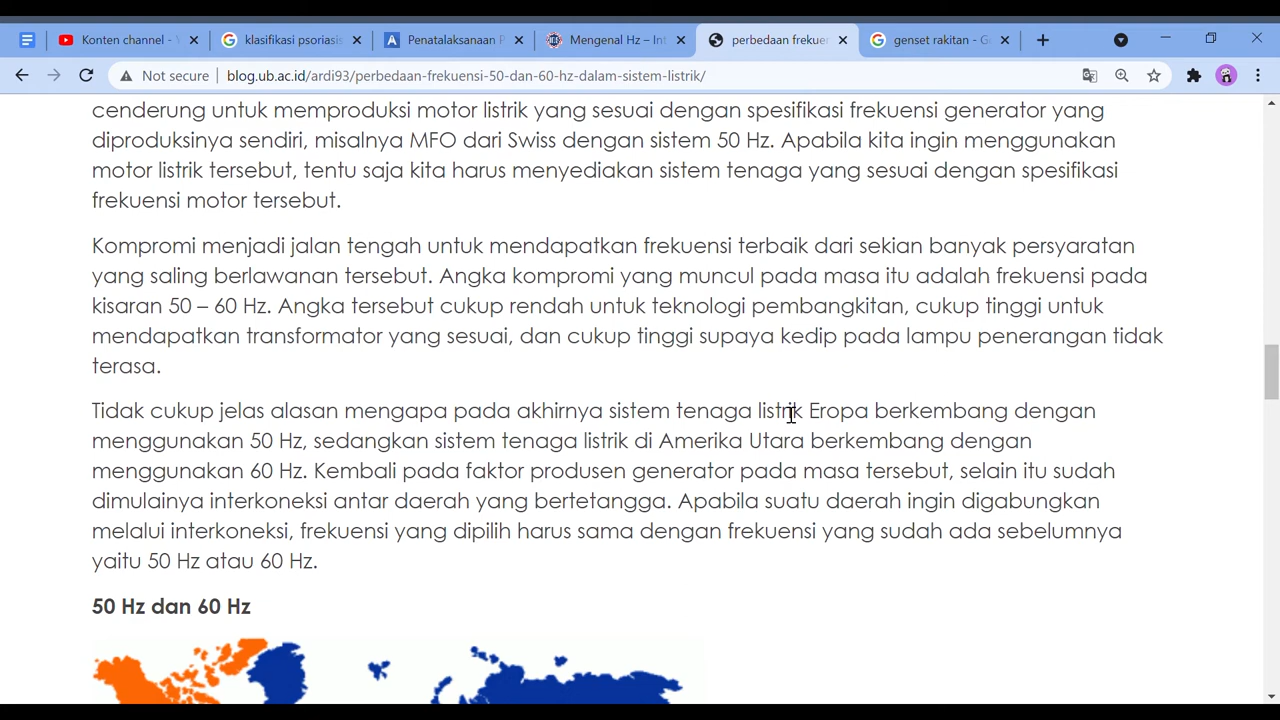 Konten channel - 
klasifikasi psoriasis
Penatalaksanaan P
Mengenal Hz – Int
perbedaan frekuen
genset rakitan - G
Not secure
blog.ub.ac.id/ardi93/perbedaan-frekuensi-50-dan-60-hz-dalam-sistem-listrik/
cenderung untuk memproduksi motor listrik yang sesuai dengan spesifikasi frekuensi generator yang
diproduksinya sendiri, misalnya MFO dari Swiss dengan sistem 50 Hz. Apabila kita ingin menggunakan
motor listrik tersebut, tentu saja kita harus menyediakan sistem tenaga yang sesuai dengan spesifikasi
frekuensi motor tersebut.
Kompromi menjadi jalan tengah untuk mendapatkan frekuensi terbaik dari sekian banyak persyaratan
yang saling berlawanan tersebut. Angka kompromi yang muncul pada masa itu adalah frekuensi pada
kisaran 50 – 60 Hz. Angka tersebut cukup rendah untuk teknologi pembangkitan, cukup tinggi untuk
mendapatkan transformator yang sesuai, dan cukup tinggi supaya kedip pada lampu penerangan tidak
terasa.
Tidak cukup jelas alasan mengapa pada akhirnya sistem tenaga listrik Eropa berkembang dengan
menggunakan 50 Hz, sedangkan sistem tenaga listrik di Amerika Utara berkembang dengan
menggunakan 60 Hz. Kembali pada faktor produsen generator pada masa tersebut, selain itu sudah
dimulainya interkoneksi antar daerah yang bertetangga. Apabila suatu daerah ingin digabungkan
melalui interkoneksi, frekuensi yang dipilih harus sama dengan frekuensi yang sudah ada sebelumnya
yaitu 50 Hz atau 60 Hz.
50 Hz dan 60 Hz